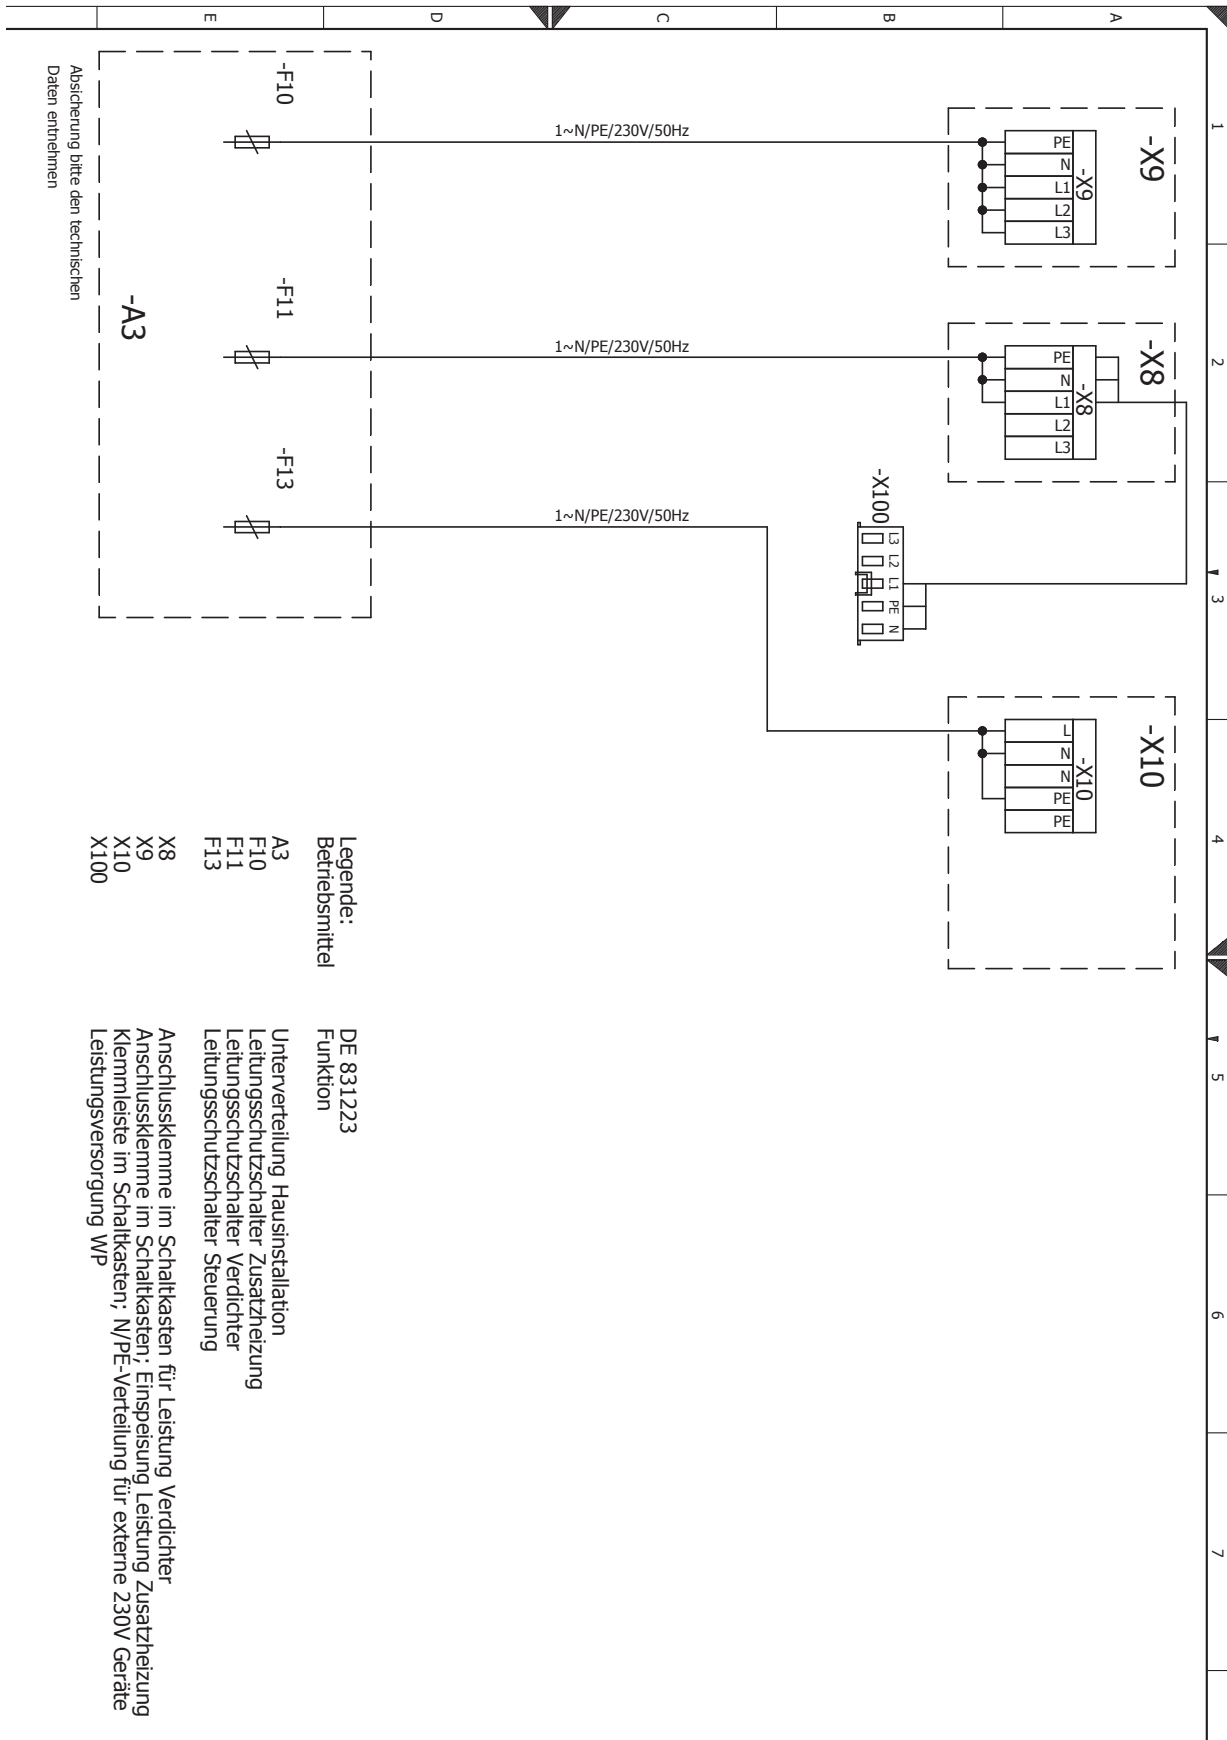 E
D
C
B
A
1
2
3
4
5
6
7
-X9
-X9
PE
N
L1
L2
L3
-X8
-X8
PE
N
L1
L2
L3
-X100
L3
L2
L1
PE
N
-X10
-X10
L
N
N
PE
PE
1~N/PE/230V/50Hz
1~N/PE/230V/50Hz
1~N/PE/230V/50Hz
-F10
-F11
-F13
-A3
Absicherung bitte den technischen
Daten entnehmen
Legende: DE 831223
Betriebsmittel Funktion
A3 Unterverteilung Hausinstallation
F10 Leitungsschutzschalter Zusatzheizung
F11 Leitungsschutzschalter Verdichter
F13 Leitungsschutzschalter Steuerung
X8 Anschlussklemme im Schaltkasten für Leistung Verdichter
X9 Anschlussklemme im Schaltkasten; Einspeisung Leistung Zusatzheizung
X10 Klemmleiste im Schaltkasten; N/PE-Verteilung für externe 230V Geräte
X100 Leistungsversorgung WP